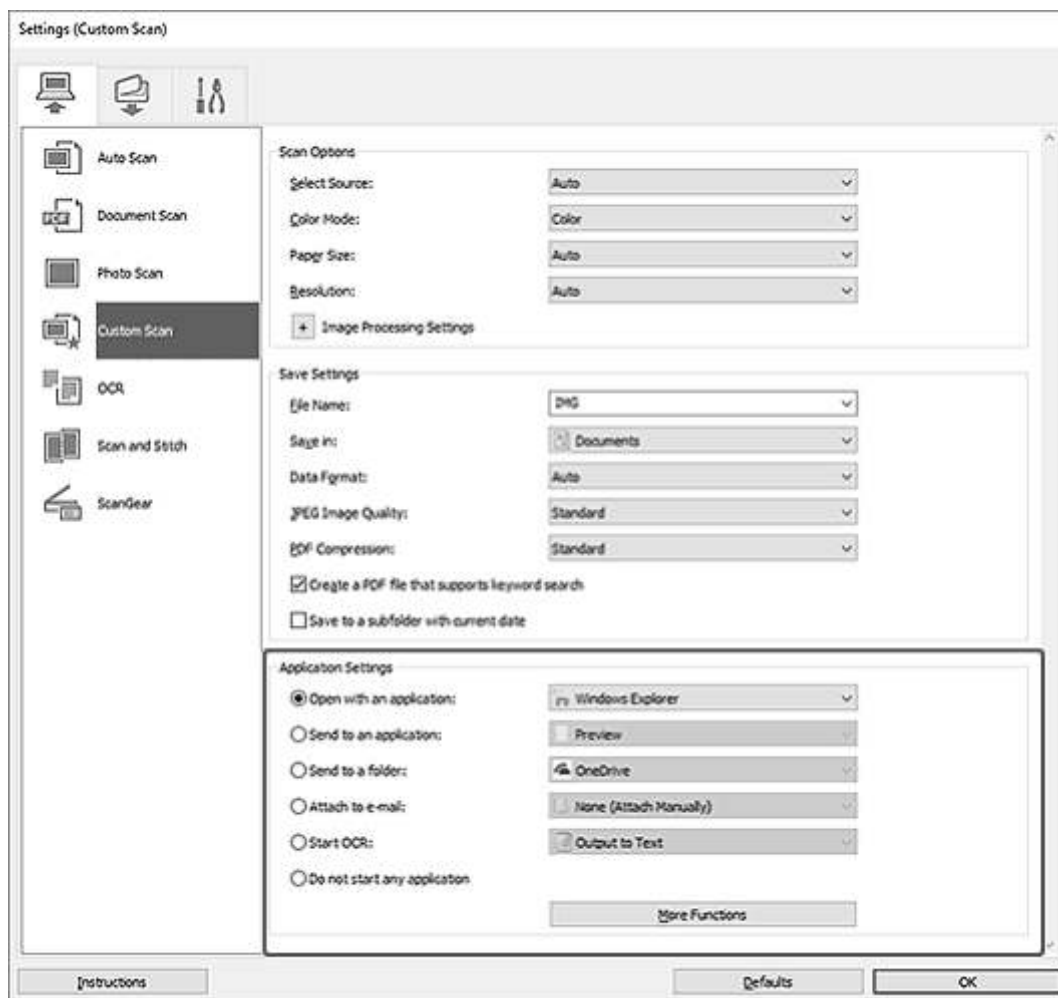 Settings (Custom Scan)
Auto Scan
Document Scan
Photo Scan
Custom Scan
OCR
Scan and Stitch
ScanGear
Scan Options
Select Source: Auto
Color Mode: Color
Paper Size: Auto
Resolution: Auto
+ Image Processing Settings
Save Settings
File Name: IMG
Save in: Documents
Data Format: Auto
JPEG Image Quality: Standard
PDF Compression: Standard
Create a PDF file that supports keyword search
Save to a subfolder with current date
Application Settings
Open with an application: Windows Explorer
Send to an application: Preview
Send to a folder: OneDrive
Attach to e-mail: None (Attach Manually)
Start OCR: Output to Text
Do not start any application
More Functions
Instructions
Defaults
OK